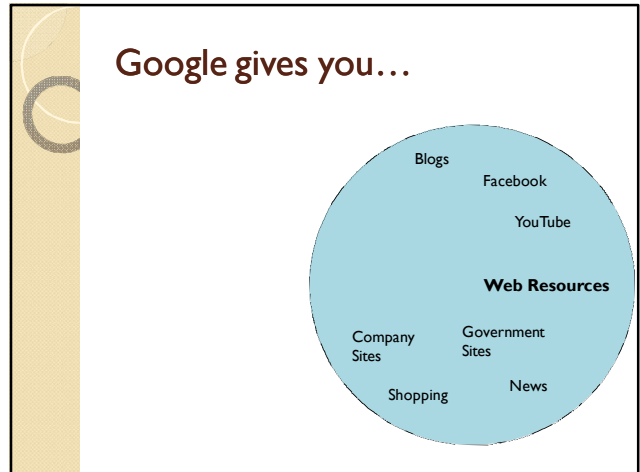 Google gives you…
Blogs
Facebook
YouTube
Web Resources
Company
Sites
Government
Sites
Shopping
News